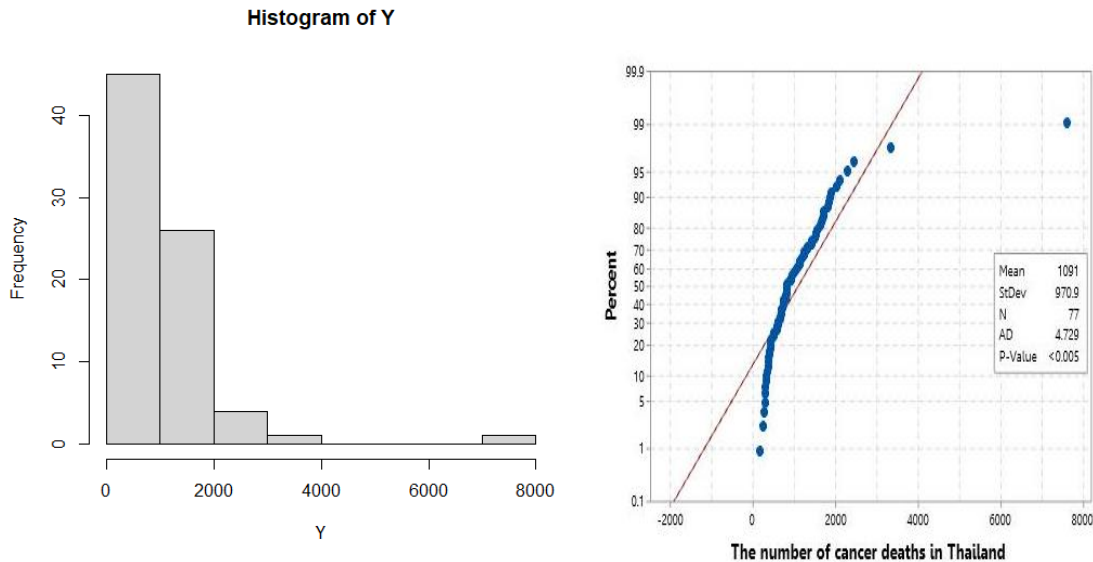 Histogram of Y
Frequency
40
30
20
10
0
0 2000 4000 6000 8000
Y
Percent
99.9
99
95
90
80
70
60
50
40
30
20
10
5
1
0.1
Mean 1091
StDev 970.9
N 77
AD 4.729
P-Value <0.005
-2000 0 2000 4000 6000 8000
The number of cancer deaths in Thailand